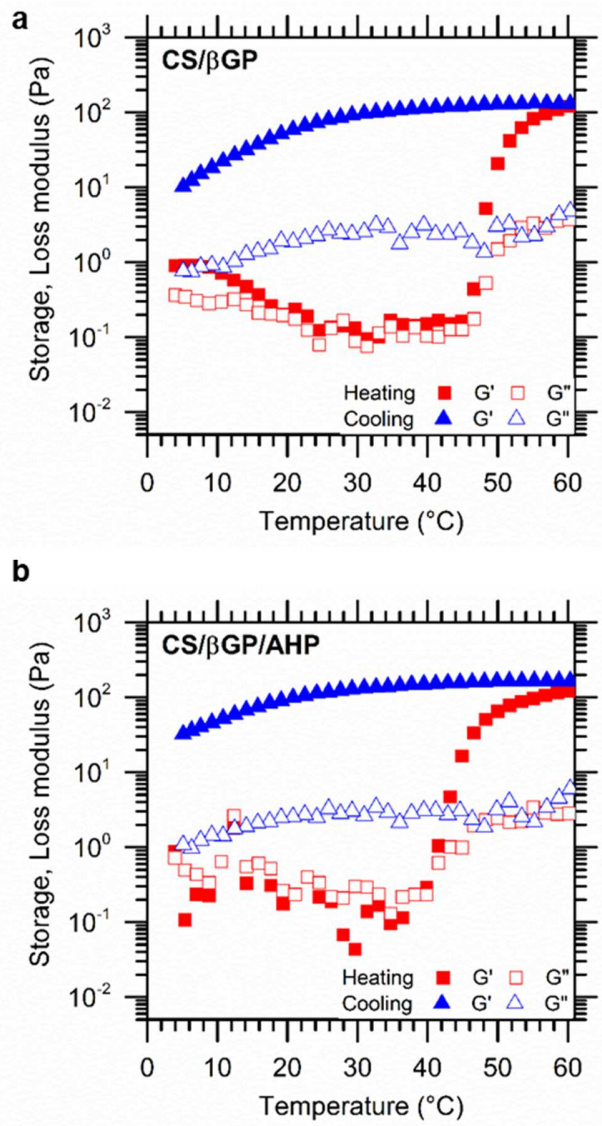 a
CS/βGP
Storage, Loss modulus (Pa)
10³
10²
10¹
10⁰
10⁻¹
10⁻²
Heating G' G"
Cooling G' G"
0 10 20 30 40 50 60
Temperature (°C)
b
CS/βGP/AHP
Storage, Loss modulus (Pa)
10³
10²
10¹
10⁰
10⁻¹
10⁻²
Heating G' G"
Cooling G' G"
0 10 20 30 40 50 60
Temperature (°C)